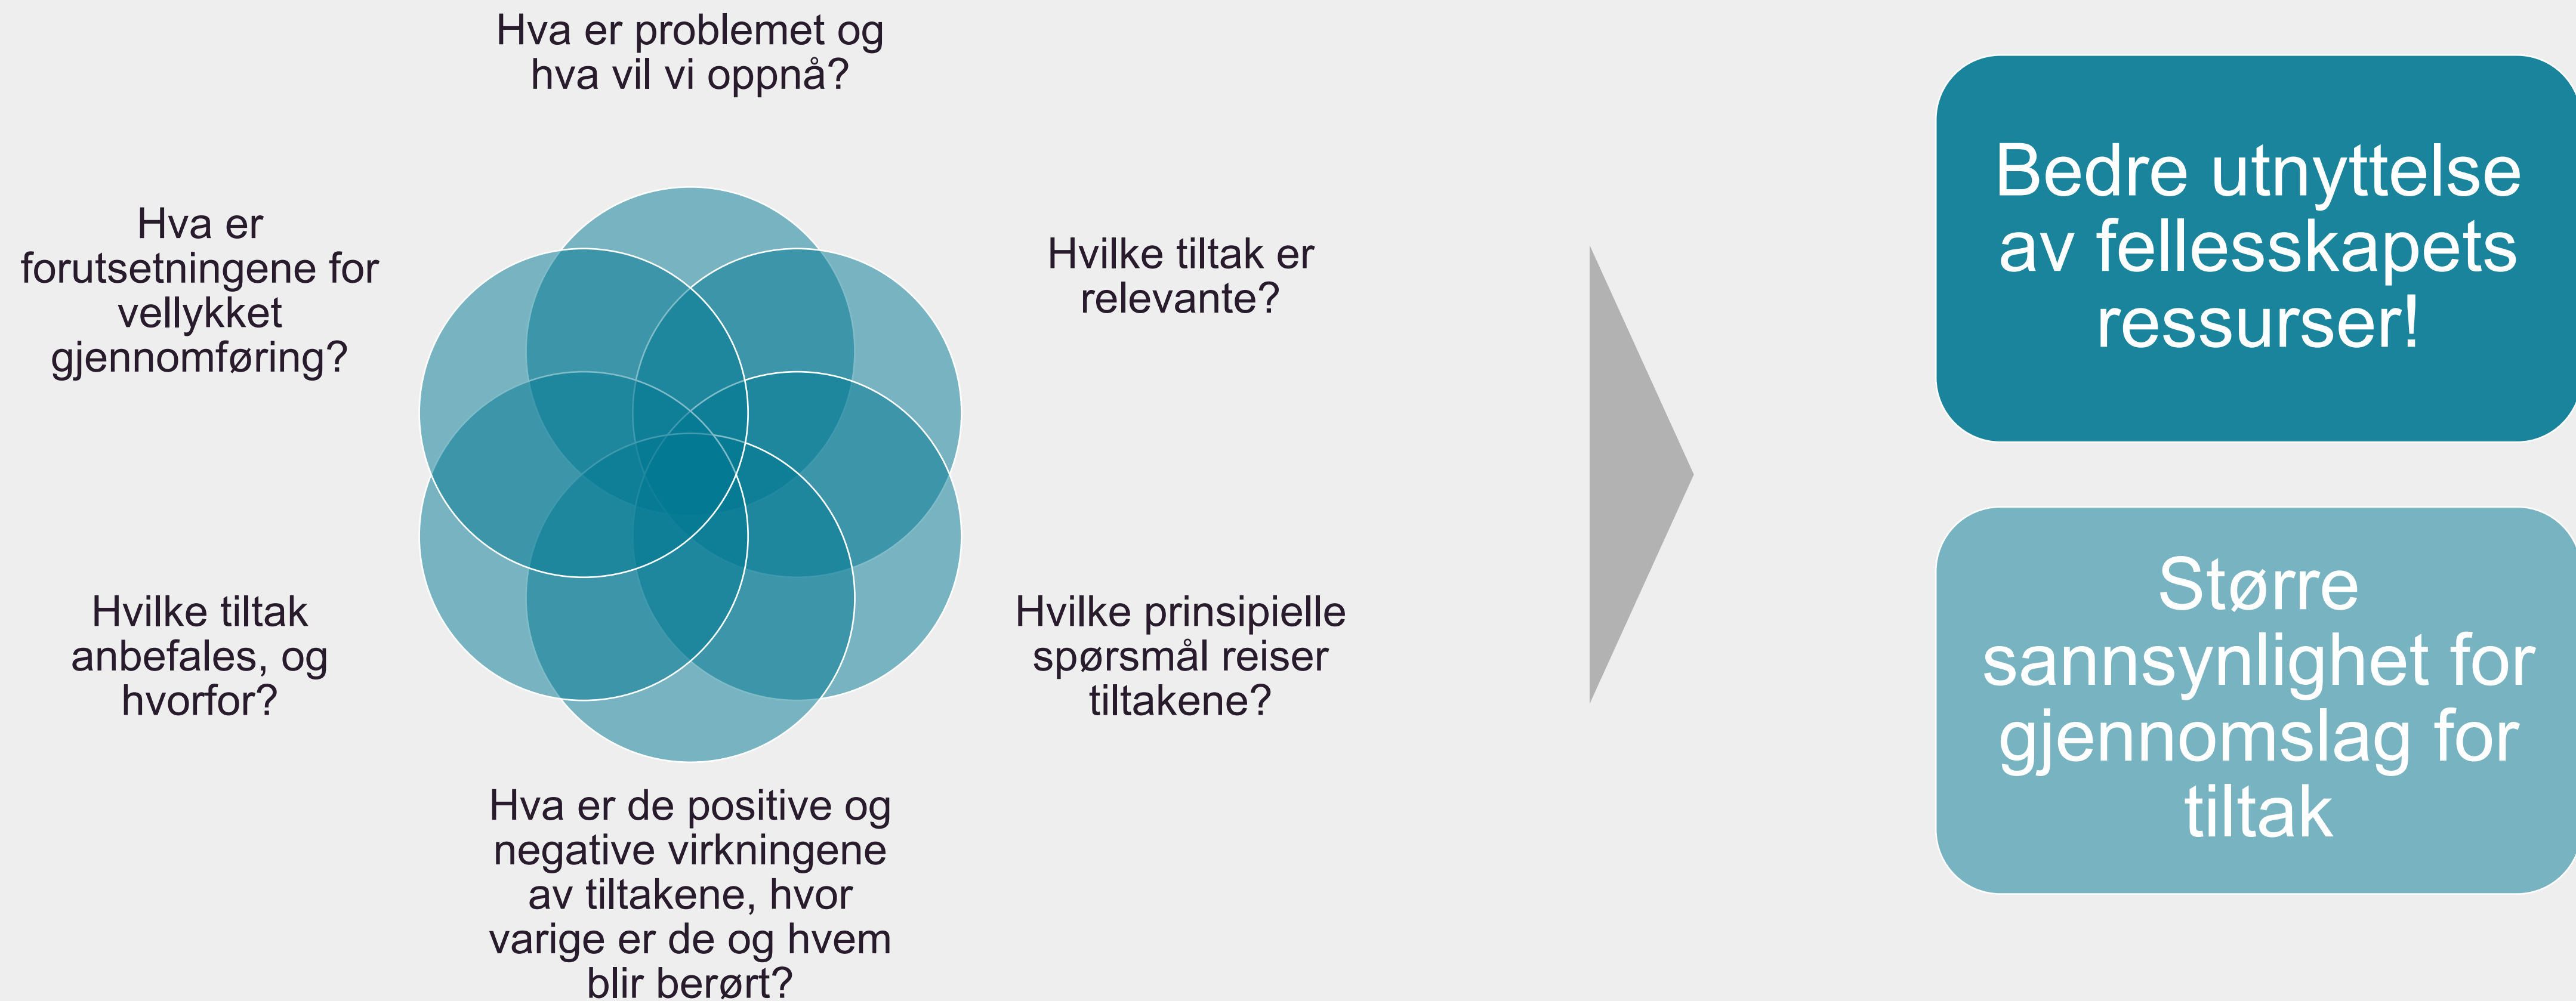 Hva er problemet og
hva vil vi oppnå?
Hvilke tiltak er
relevante?
Hvilke prinsipielle
spørsmål reiser
tiltakene?
Hva er de positive og
negative virkningene
av tiltakene, hvor
varige er de og hvem
blir berørt?
Hvilke tiltak
anbefales, og
hvorfor?
Hva er
forutsetningene for
vellykket
gjennomføring?
Bedre utnyttelse
av fellesskapets
ressurser!
Større
sannsynlighet for
gjennomslag for
tiltak